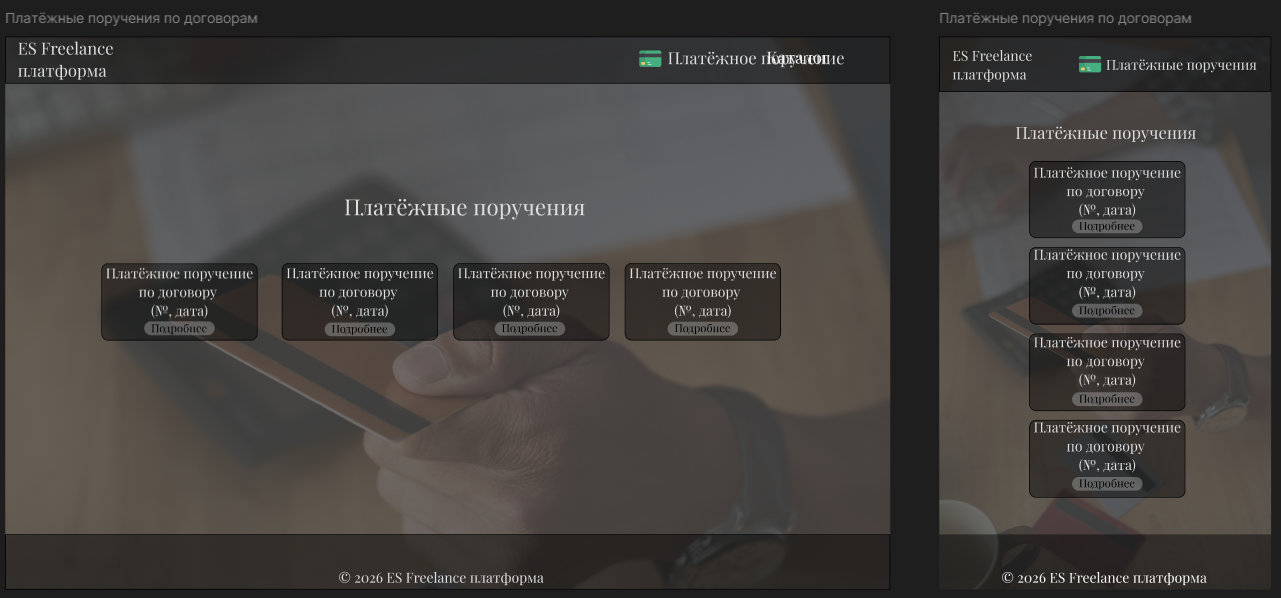 Платёжные поручения по договорам
ES Freelance
платформа
Платёжное поручение
Каталог
Платёжные поручения
Платёжное поручение
по договору
(№, дата)
Подробнее
Платёжное поручение
по договору
(№, дата)
Подробнее
Платёжное поручение
по договору
(№, дата)
Подробнее
Платёжное поручение
по договору
(№, дата)
Подробнее
© 2026 ES Freelance платформа
Платёжные поручения по договорам
ES Freelance
платформа
Платёжные поручения
Платёжные поручения
Платёжное поручение
по договору
(№, дата)
Подробнее
Платёжное поручение
по договору
(№, дата)
Подробнее
Платёжное поручение
по договору
(№, дата)
Подробнее
Платёжное поручение
по договору
(№, дата)
Подробнее
© 2026 ES Freelance платформа